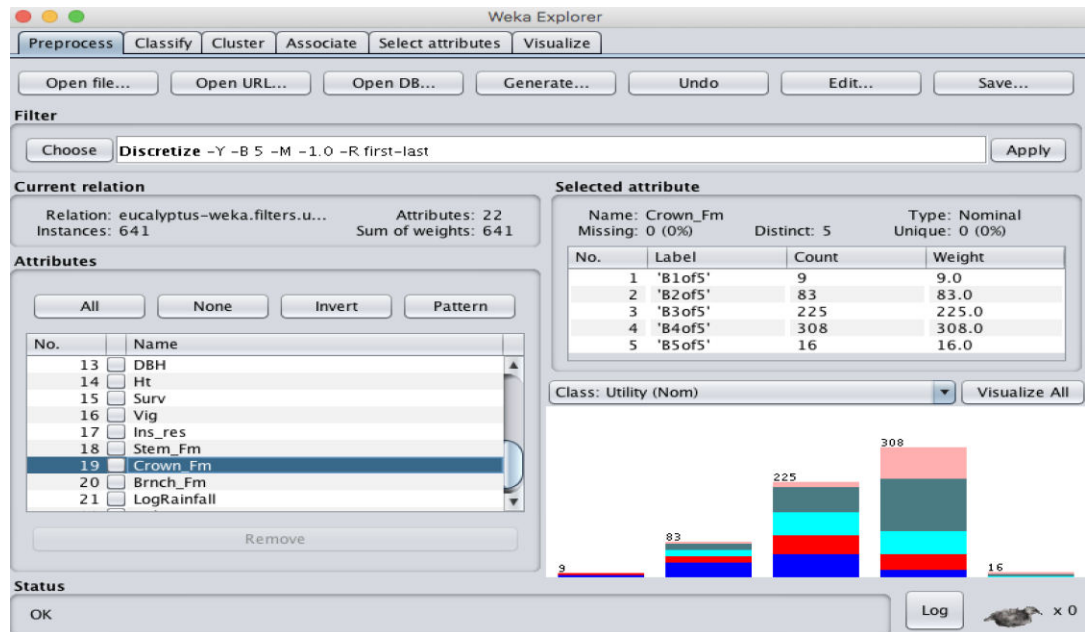 Weka Explorer
Preprocess Classify Cluster Associate Select attributes Visualize
Open file... Open URL... Open DB... Generate... Undo Edit... Save...
Filter
Choose Discretize -Y -B 5 -M -1.0 -R first-last Apply
Current relation
Relation: eucalyptus-weka.filters.u... Attributes: 22
Instances: 641 Sum of weights: 641
Attributes
All None Invert Pattern
No. Name
13 DBH
14 Ht
15 Surv
16 Vig
17 Ins_res
18 Stem_Fm
19 Crown_Fm
20 Brnch_Fm
21 LogRainfall
Remove
Selected attribute
Name: Crown_Fm Type: Nominal
Missing: 0 (0%) Distinct: 5 Unique: 0 (0%)
No. Label Count Weight
1 'B1of5' 9 9.0
2 'B2of5' 83 83.0
3 'B3of5' 225 225.0
4 'B4of5' 308 308.0
5 'B5of5' 16 16.0
Class: Utility (Nom) Visualize All
9
83
225
308
16
Status
OK Log x 0